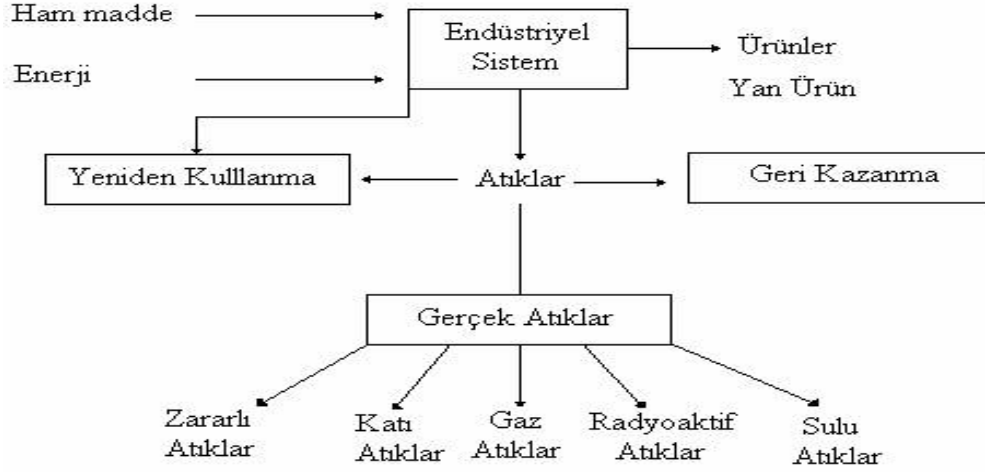 Ham madde
Endüstriyel
Sistem
Ürünler
Enerji
Yan Ürün
Yeniden Kulllanma
Atıklar
Geri Kazanma
Gerçek Atıklar
Zararlı
Atıklar
Katı
Atıklar
Gaz
Atıklar
Radyoaktif
Atıklar
Sulu
Atıklar